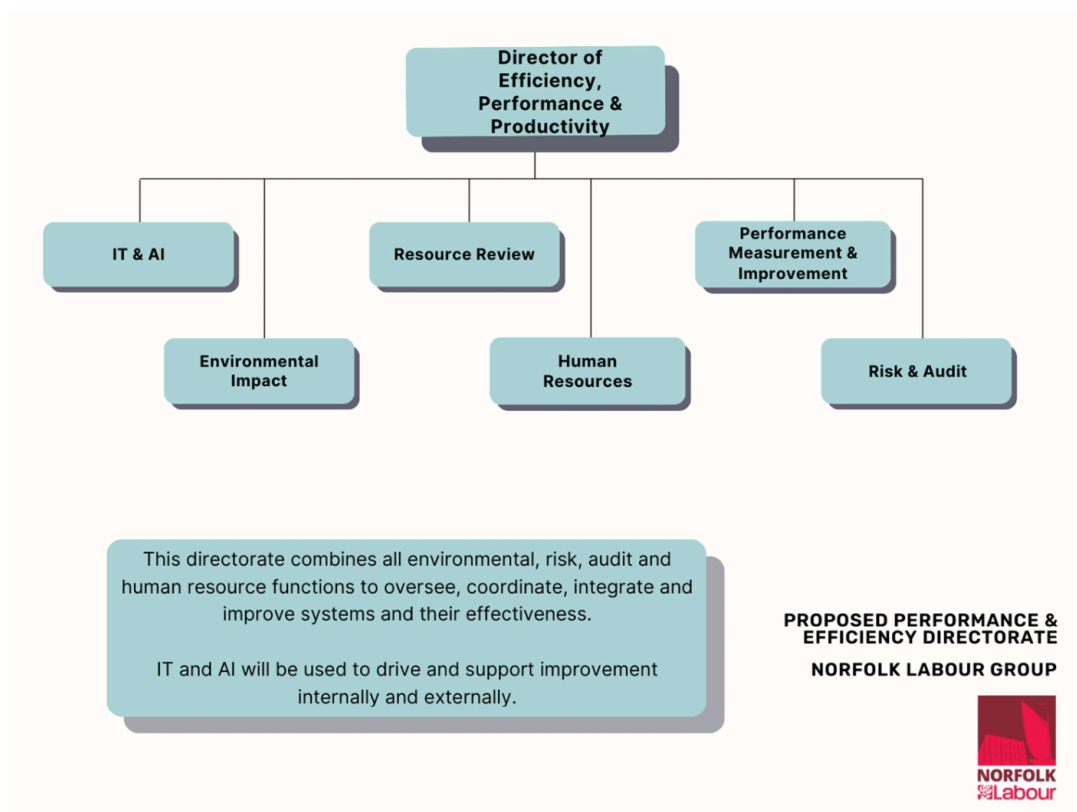 Director of
Efficiency,
Performance &
Productivity
IT & AI
Resource Review
Performance
Measurement &
Improvement
Environmental
Impact
Human
Resources
Risk & Audit
This directorate combines all environmental, risk, audit and
human resource functions to oversee, coordinate, integrate and
improve systems and their effectiveness.
IT and AI will be used to drive and support improvement
internally and externally.
PROPOSED PERFORMANCE &
EFFICIENCY DIRECTORATE
NORFOLK LABOUR GROUP
NORFOLK
Labour